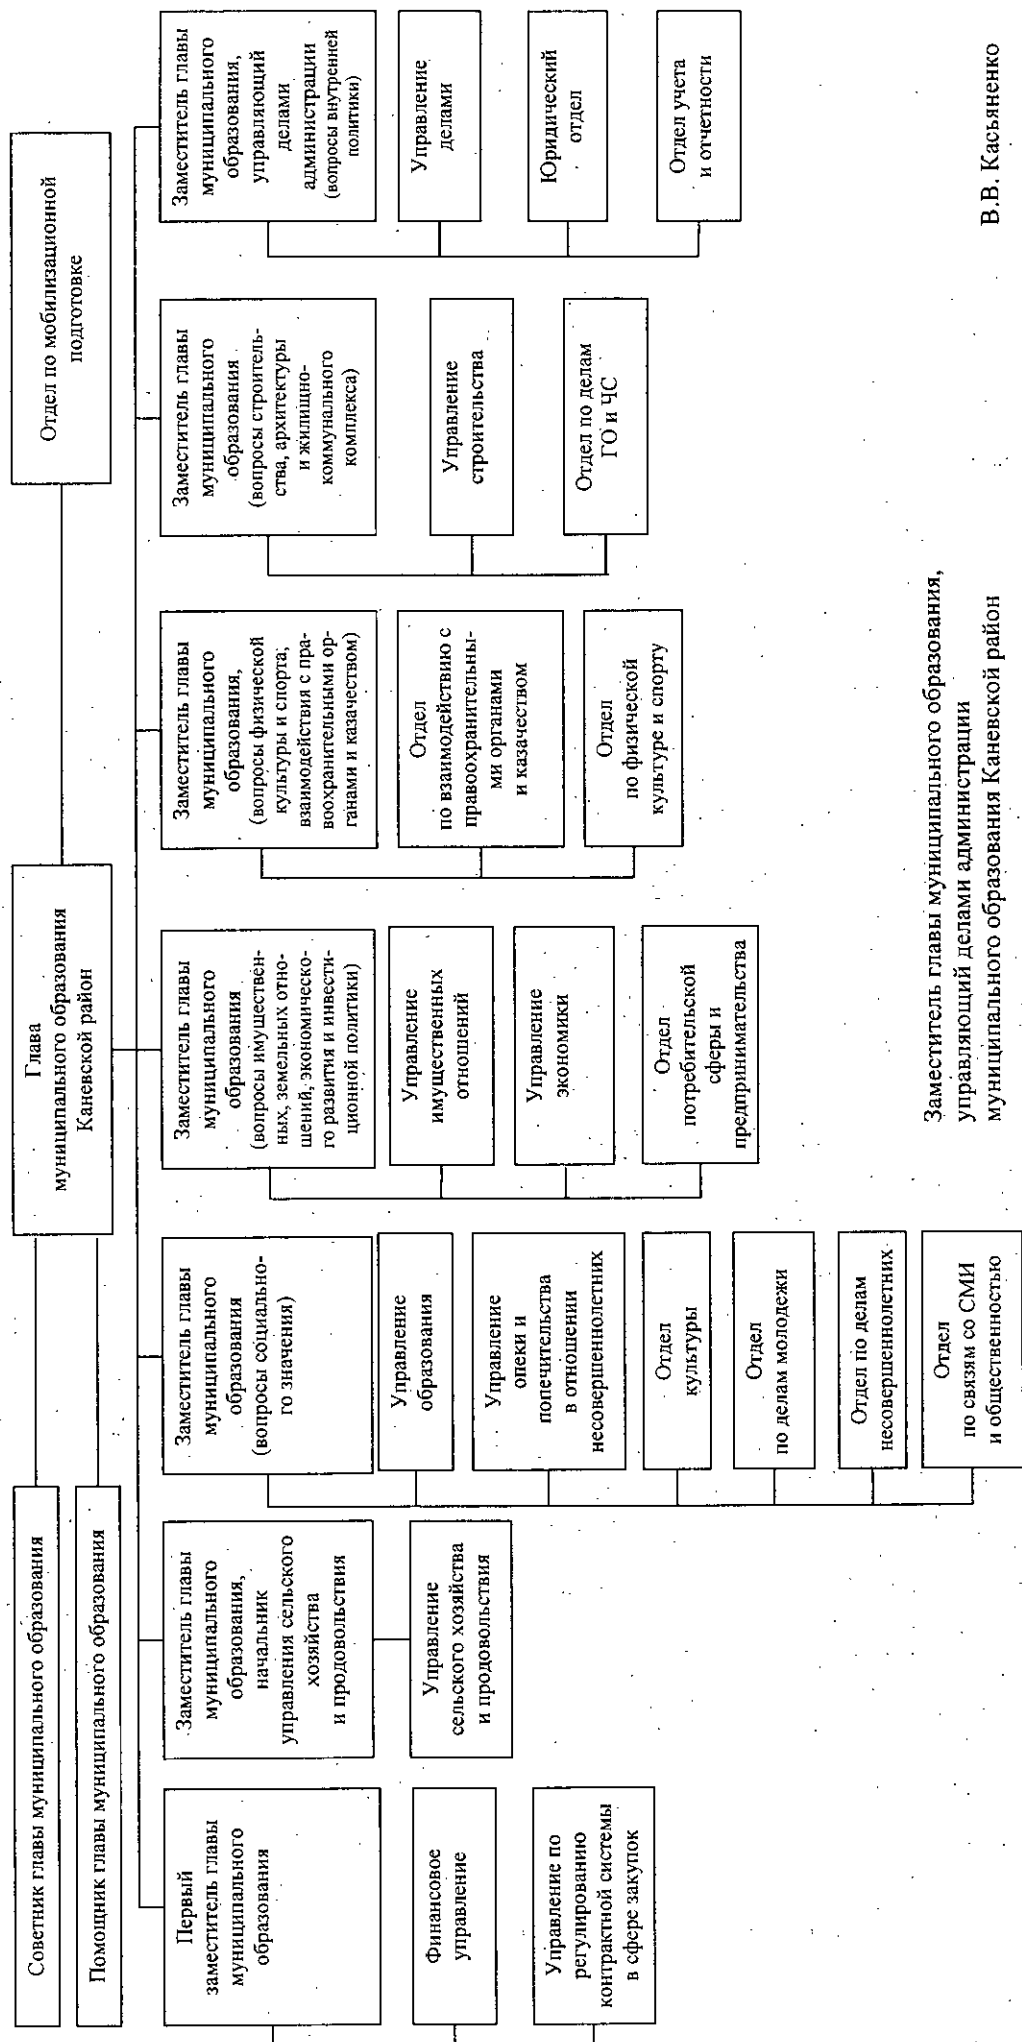 Советник главы муниципального образования
Помощник главы муниципального образования
Глава
муниципального образования
Каневской район
Отдел по мобилизационной
подготовке
Первый
заместитель главы
муниципального
образования
Финансовое
управление
Управление по
регулированию
контрактной системы
в сфере закупок
Заместитель главы
муниципального
образования,
начальник
управления сельского
хозяйства
и продовольствия
Управление
сельского хозяйства
и продовольствия
Заместитель главы
муниципального
образования
(вопросы социально-
го значения)
Управление
образования
Управление
опеки и
попечительства
в отношении
несовершеннолетних
Отдел
культуры
Отдел
по делам молодежи
Отдел по делам
несовершеннолетних
Отдел
по связям со СМИ
и общественностью
Заместитель главы
муниципального
образования
(вопросы имуществен-
ных, земельных отно-
шений, экономическо-
го развития и инвести-
ционной политики)
Управление
имущественных
отношений
Управление
экономики
Отдел
потребительской
сферы и
предпринимательства
Заместитель главы
муниципального
образования,
(вопросы физической
культуры и спорта;
взаимодействия с пра-
воохранительными ор-
ганами и казачеством)
Отдел
по взаимодействию с
правоохранительны-
ми органами
и казачеством
Отдел
по физической
культуре и спорту
Заместитель главы
муниципального
образования
(вопросы строитель-
ства, архитектуры
и жилищно-
коммунального
комплекса)
Управление
строительства
Отдел по делам
ГО и ЧС
Заместитель главы
муниципального
образования,
управляющий
делами
администрации
(вопросы внутренней
политики)
Управление
делами
Юридический
отдел
Отдел учета
и отчетности
Заместитель главы муниципального образования,
управляющий делами администрации
муниципального образования Каневской район
В.В. Касьяненко